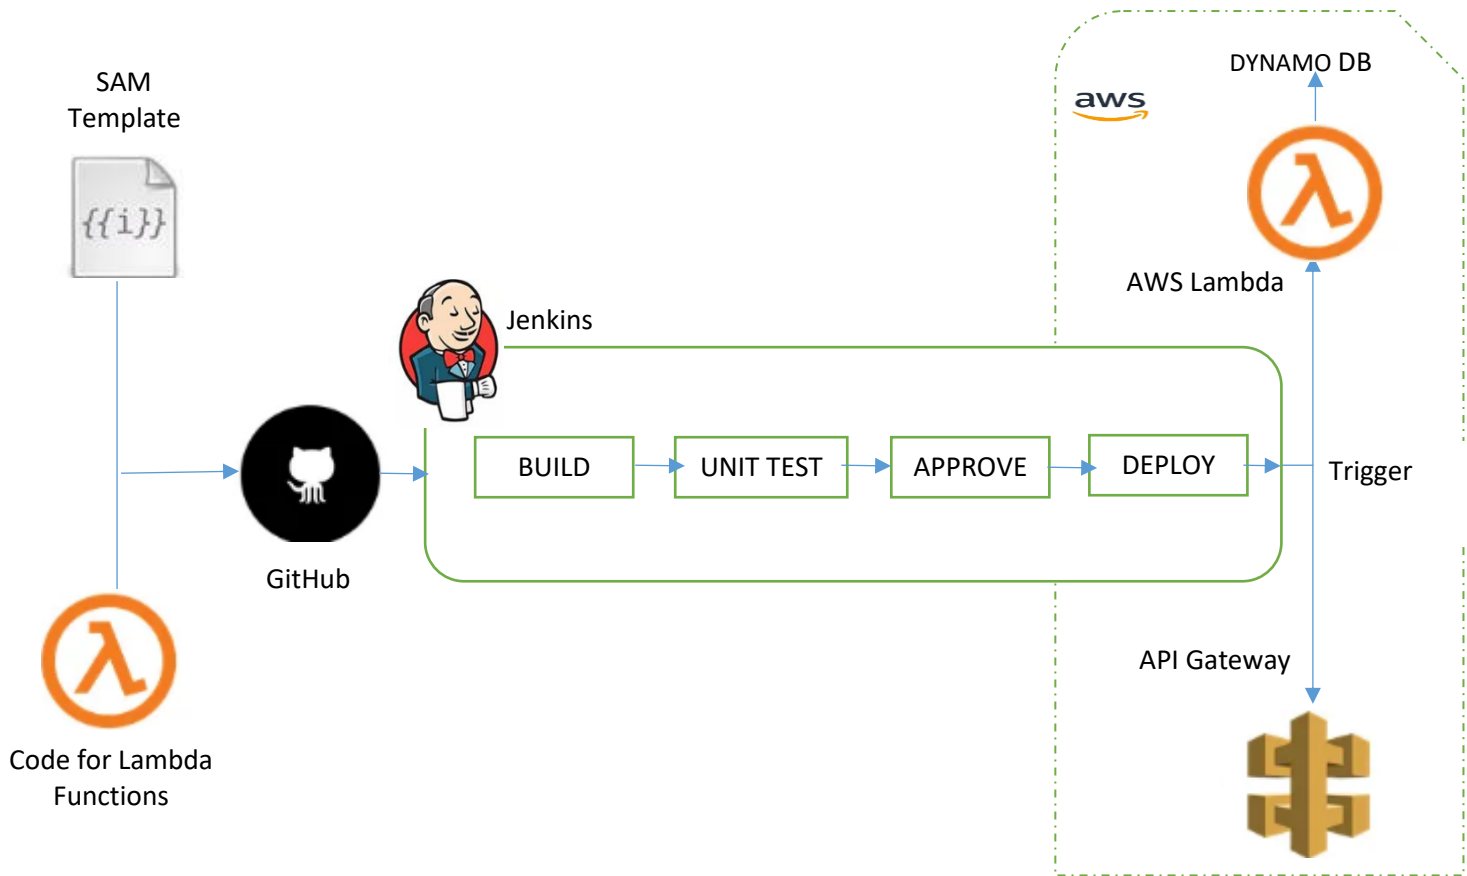 SAM
Template
{{i}}
Code for Lambda
Functions
GitHub
Jenkins
BUILD
UNIT TEST
APPROVE
DEPLOY
aws
DYNAMO DB
AWS Lambda
Trigger
API Gateway